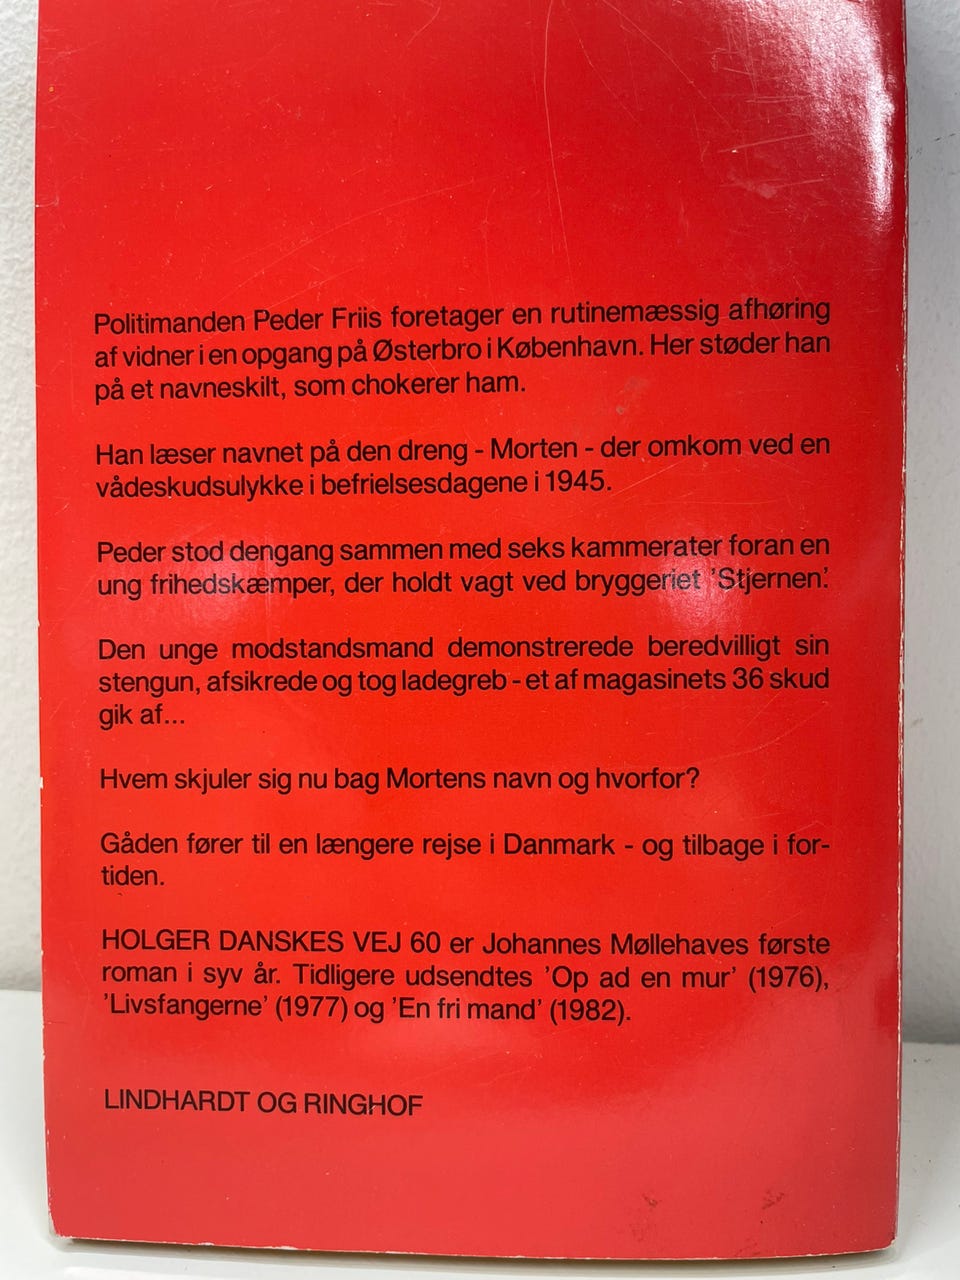 Politimanden Peder Friis foretager en rutinemæssig afhøring
af vidner i en opgang på Østerbro i København. Her støder han
på et navneskilt, som chokerer ham.
Han læser navnet på den dreng - Morten - der omkom ved en
vådeskudsulykke i befrielsesdagene i 1945.
Peder stod dengang sammen med seks kammerater foran en
ung frihedskæmper, der holdt vagt ved bryggeriet 'Stjernen'.
Den unge modstandsmand demonstrerede beredvilligt sin
stengun, afsikrede og tog ladegreb - et af magasinets 36 skud
gik af...
Hvem skjuler sig nu bag Mortens navn og hvorfor?
Gåden fører til en længere rejse i Danmark - og tilbage i for-
tiden.
HOLGER DANSKES VEJ 60 er Johannes Møllehaves første
roman i syv år. Tidligere udsendtes 'Op ad en mur' (1976),
'Livsfangerne' (1977) og 'En fri mand' (1982).
LINDHARDT OG RINGHOF